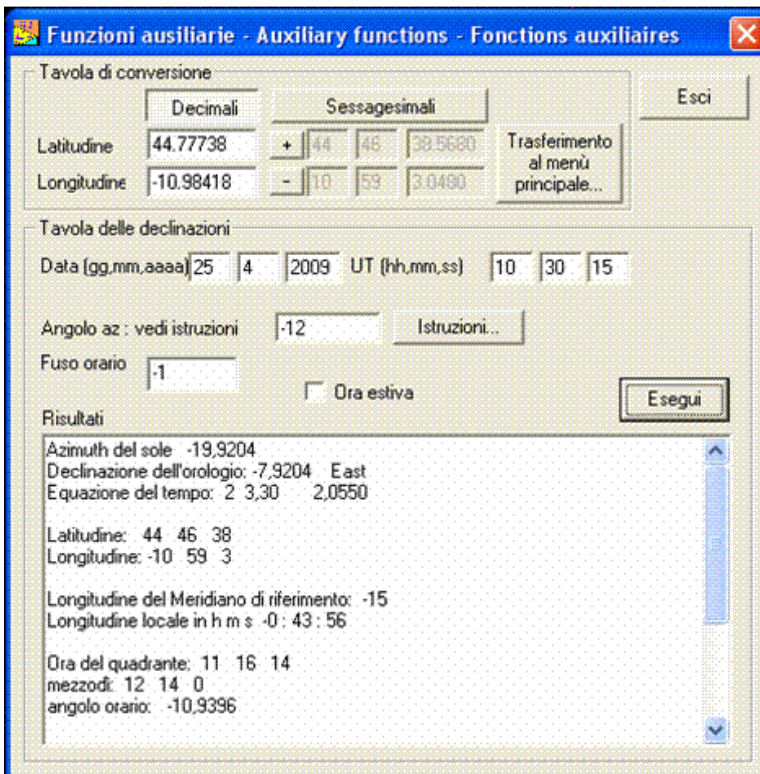 Funzioni ausiliarie - Auxiliary functions - Fonctions auxiliaires
Tavola di conversione
Esci
Decimali Sessagesimali
Latitudine 44.77738 + 44 46 38.5680
Longitudine -10.98418 - 10 59 3.0480
Trasferimento
al menù
principale...
Tavola delle declinazioni
Data (gg,mm,aaaa) 25 4 2009 UT (hh,mm,ss) 10 30 15
Angolo az : vedi istruzioni -12 Istruzioni...
Fuso orario -1
Ora estiva
Esegui
Risultati
Azimuth del sole -19,9204
Declinazione dell'orologio: -7,9204 East
Equazione del tempo: 2 3,30 2,0550
Latitudine: 44 46 38
Longitudine: -10 59 3
Longitudine del Meridiano di riferimento: -15
Longitudine locale in h m s -0 : 43 : 56
Ora del quadrante: 11 16 14
mezzodì: 12 14 0
angolo orario: -10,9396